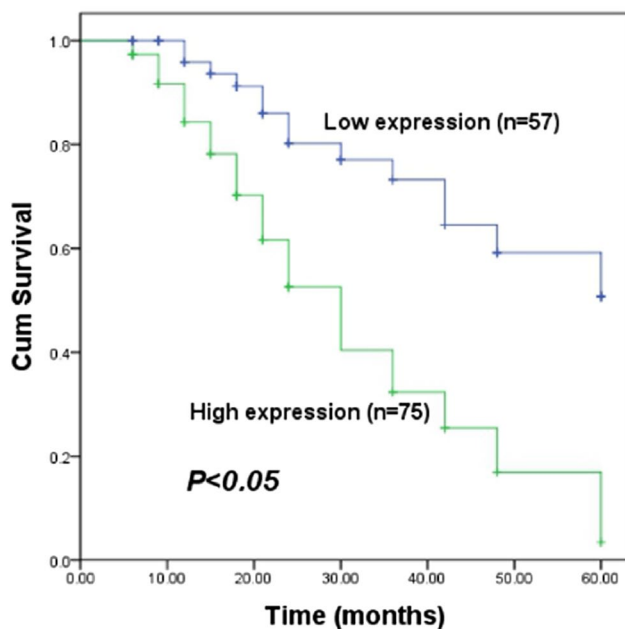 1.0
0.8
0.6
0.4
0.2
0.0
Cum Survival
Low expression (n=57)
High expression (n=75)
P<0.05
0.00 10.00 20.00 30.00 40.00 50.00 60.00
Time (months)